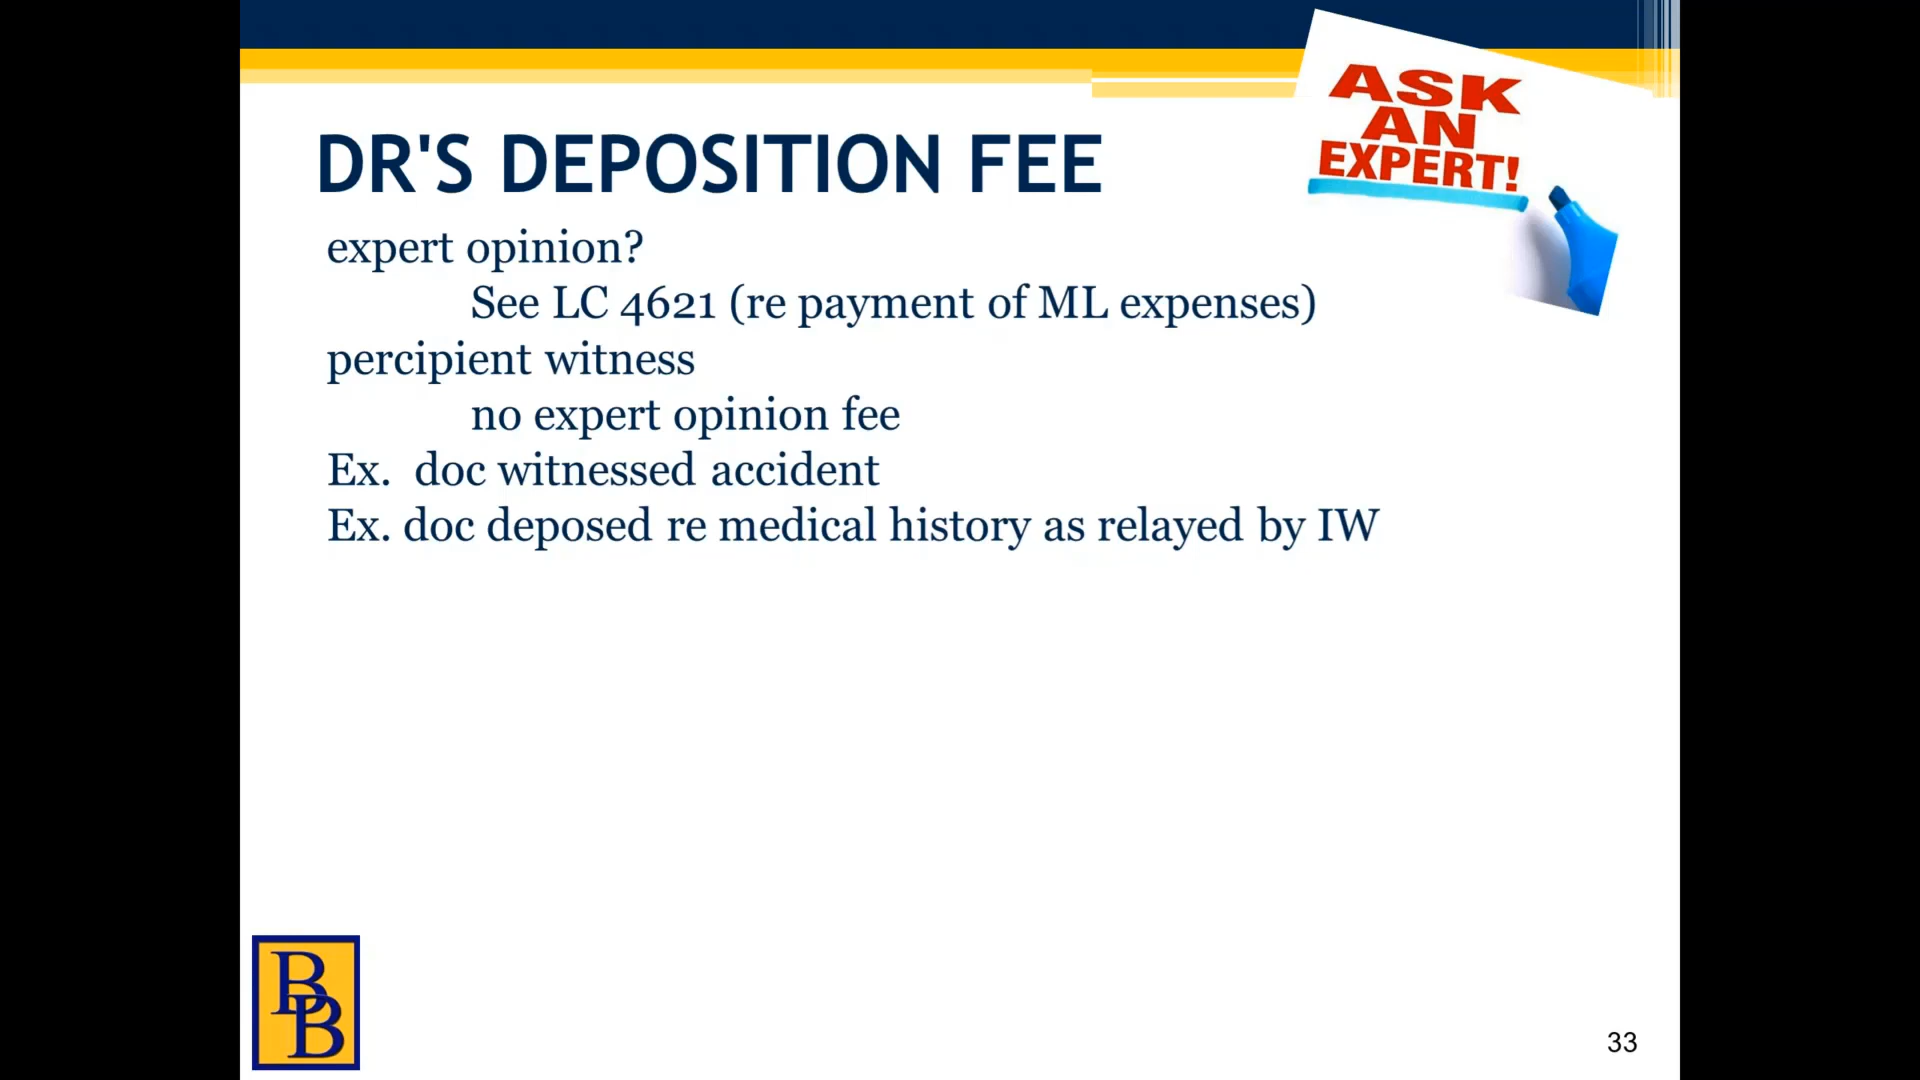 ASK
AN
EXPERT!
DR'S DEPOSITION FEE
expert opinion?
See LC 4621 (re payment of ML expenses)
percipient witness
no expert opinion fee
Ex.  doc witnessed accident
Ex. doc deposed re medical history as relayed by IW
BB
33